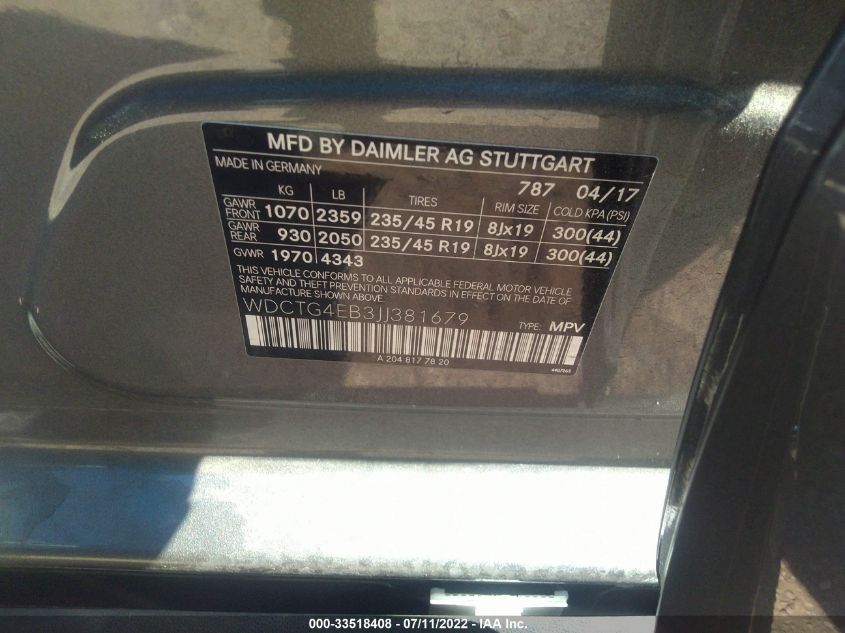 MFD BY DAIMLER AG STUTTGART
MADE IN GERMANY
787 04/17
KG LB TIRES RIM SIZE COLD KPA (PSI)
GAWR FRONT 1070 2359 235/45 R19 8Jx19 300(44)
GAWR REAR 930 2050 235/45 R19 8Jx19 300(44)
GVWR 1970 4343
THIS VEHICLE CONFORMS TO ALL APPLICABLE FEDERAL MOTOR VEHICLE
SAFETY AND THEFT PREVENTION STANDARDS IN EFFECT ON THE DATE OF
MANUFACTURE SHOWN ABOVE
WDCTG4EB3JJ381679 TYPE: MPV
A 204 817 78 20
000-33518408 - 07/11/2022 - IAA Inc.